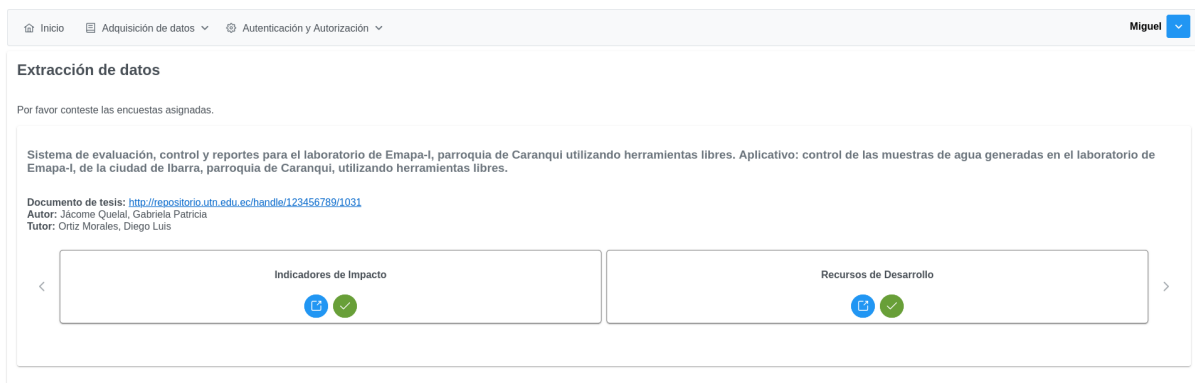 Inicio
Adquisición de datos
Autenticación y Autorización
Miguel
Extracción de datos
Por favor conteste las encuestas asignadas.
Sistema de evaluación, control y reportes para el laboratorio de Emapa-I, parroquia de Caranqui utilizando herramientas libres. Aplicativo: control de las muestras de agua generadas en el laboratorio de
Emapa-I, de la ciudad de Ibarra, parroquia de Caranqui, utilizando herramientas libres.
Documento de tesis: http://repositorio.utn.edu.ec/handle/123456789/1031
Autor: Jácome Quelal, Gabriela Patricia
Tutor: Ortiz Morales, Diego Luis
Indicadores de Impacto
Recursos de Desarrollo